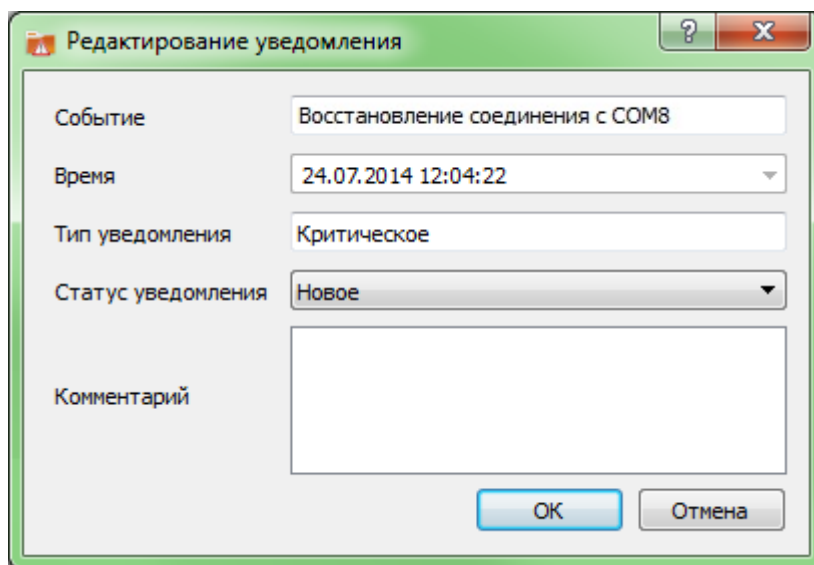 Редактирование уведомления
Событие Восстановление соединения с COM8
Время 24.07.2014 12:04:22
Тип уведомления Критическое
Статус уведомления Новое
Комментарий
ОК Отмена